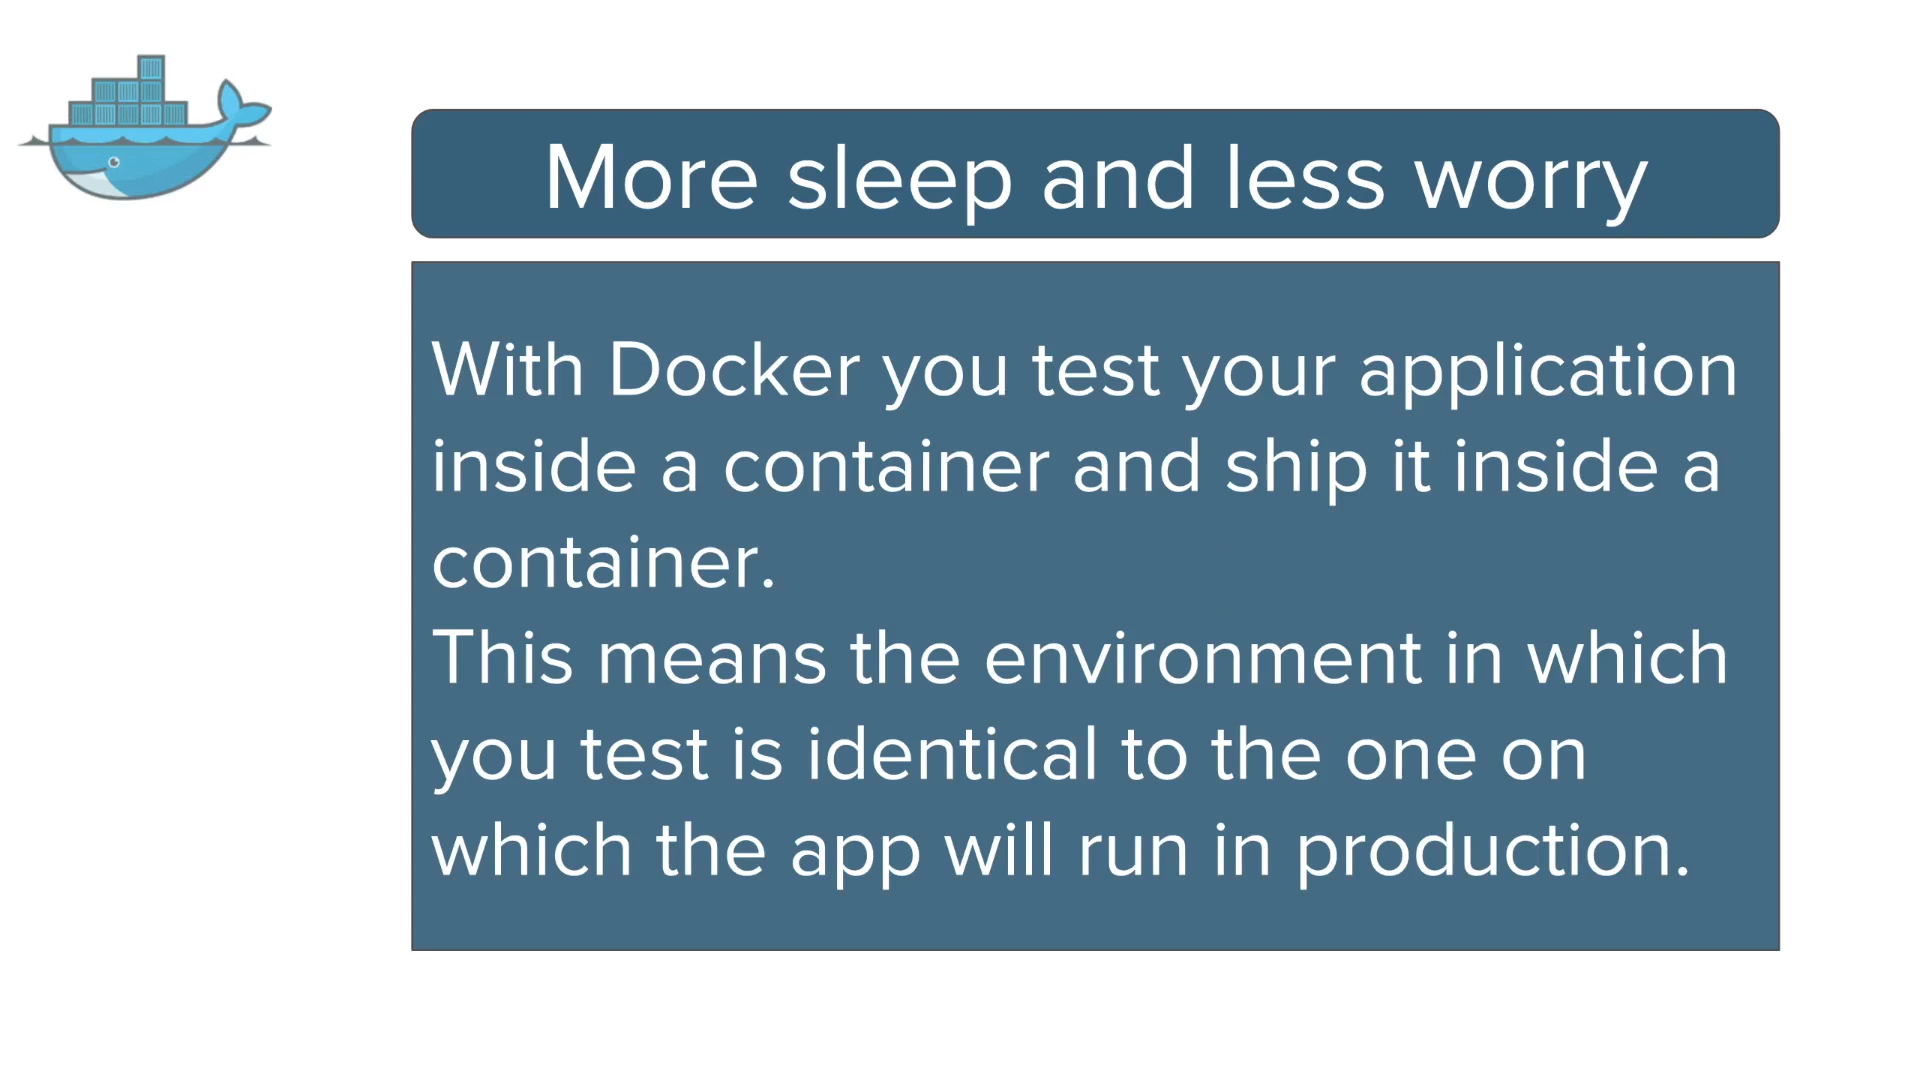 More sleep and less worry
With Docker you test your application
inside a container and ship it inside a
container.
This means the environment in which
you test is identical to the one on
which the app will run in production.